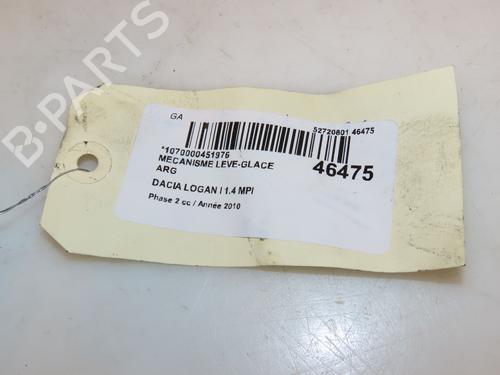 GA
52720801 46475
*1070000451976
MECANISME LEVE-GLACE
46475
ARG
DACIA LOGAN I 1.4 MPI
Phase 2 cc / Année 2010
B-PARTS